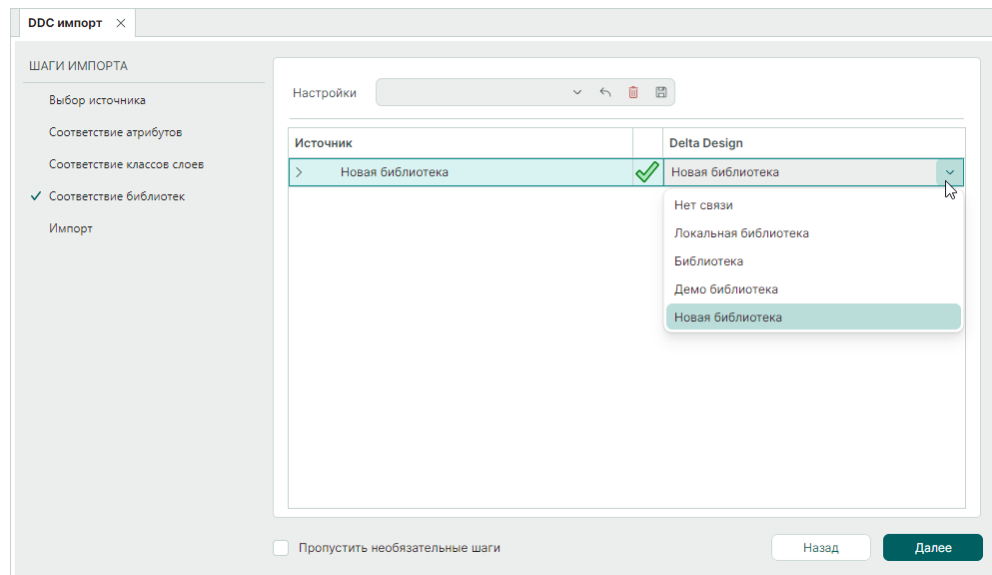 DDC импорт
ШАГИ ИМПОРТА
Выбор источника
Соответствие атрибутов
Соответствие классов слоев
Соответствие библиотек
Импорт
Настройки
Источник Delta Design
Новая библиотека Новая библиотека
Нет связи
Локальная библиотека
Библиотека
Демо библиотека
Новая библиотека
Пропустить необязательные шаги
Назад Далее